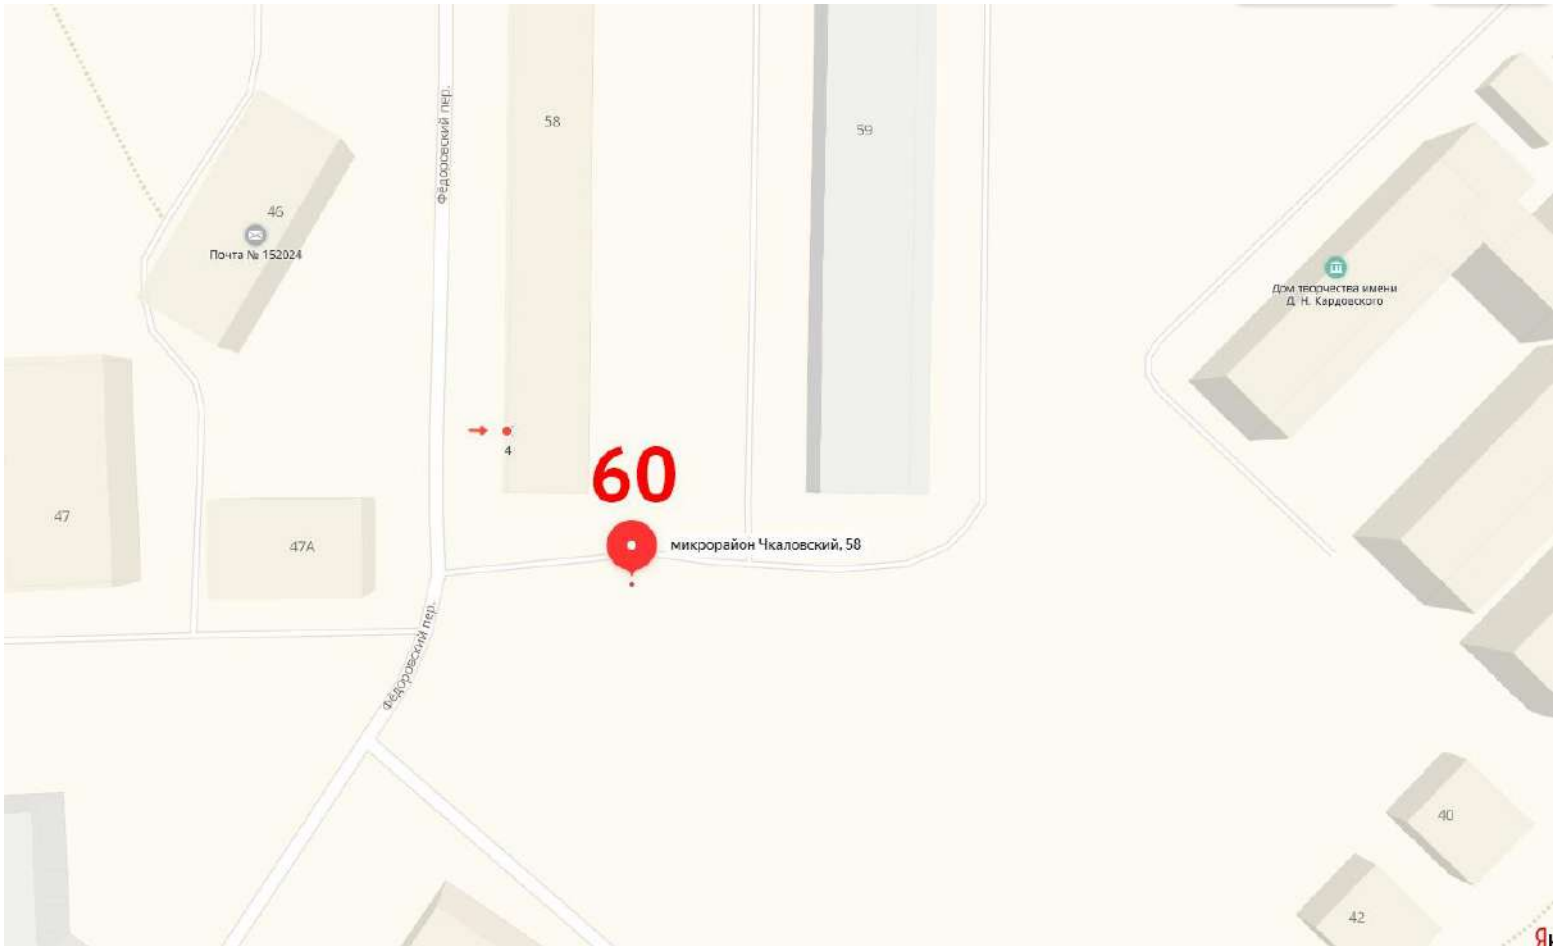 58
59
Фёдоровский пер.
46
Почта № 152024
Дом творчества имени
Д. Н. Кардовского
4
60
47
47А
микрорайон Чкаловский, 58
Фёдоровский пер.
40
42
Я